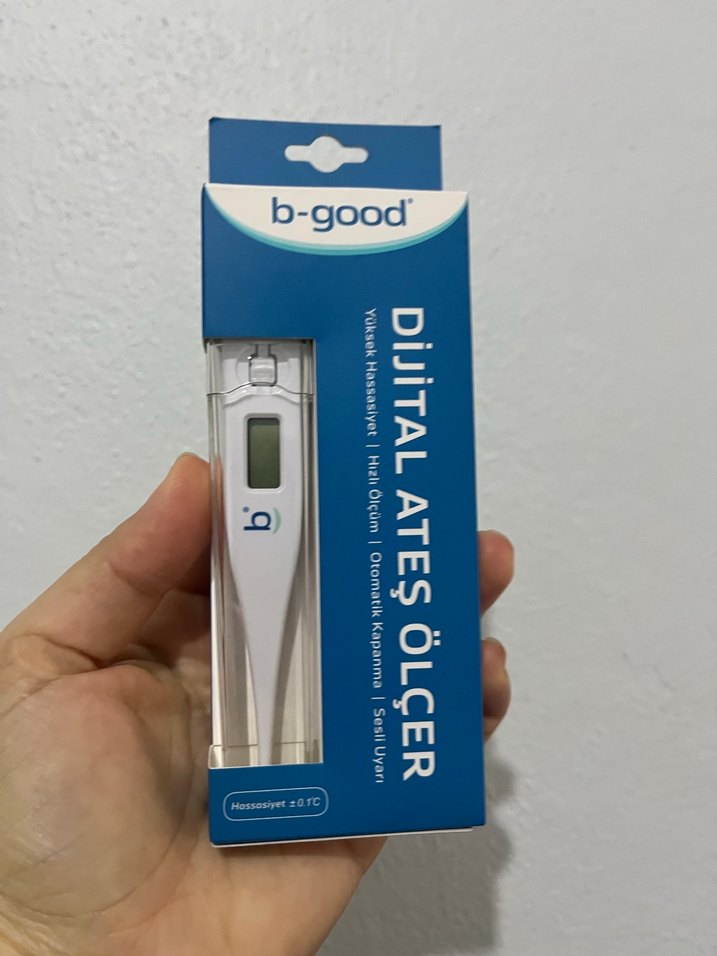 b-good®
DİJİTAL ATEŞ ÖLÇER
Yüksek Hassasiyet | Hızlı Ölçüm | Otomatik Kapanma | Sesli Uyarı
b®
Hassasiyet ±0.1°C